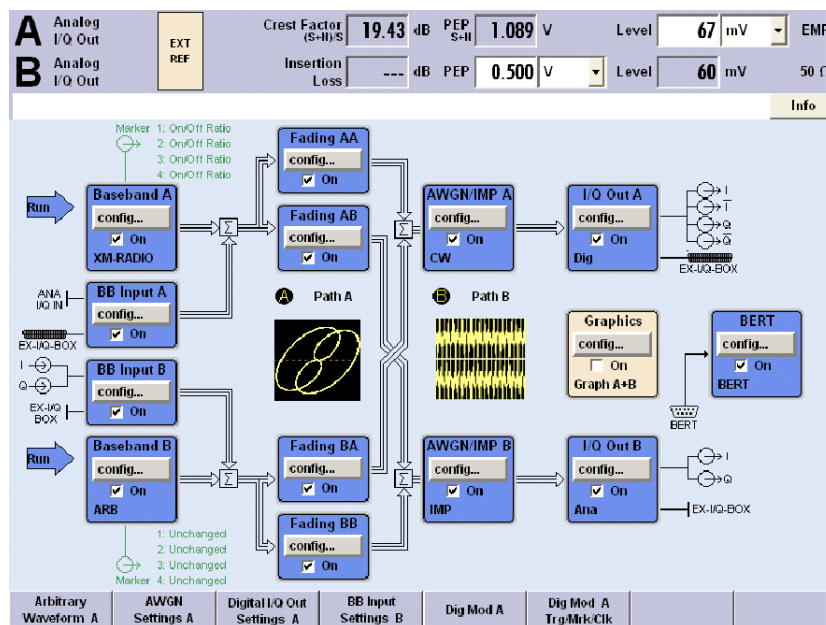 A Analog I/Q Out
EXT REF
Crest Factor (S+N)/S 19.43 dB PEP S+N 1.089 V Level 67 mV
B Analog I/Q Out
Insertion Loss --- dB PEP 0.500 V Level 60 mV 50 Ω
Info
Marker 1: On/Off Ratio
2: On/Off Ratio
3: On/Off Ratio
4: On/Off Ratio
Run
Baseband A
config...
On
XM-RADIO
Σ
Fading AA
config...
On
Fading AB
config...
On
AWGN/IMP A
config...
On
CW
Σ
I/Q Out A
config...
On
Dig
I
I
Q
Q
EX-I/Q-BOX
ANA I/Q IN
EX-I/Q-BOX
BB Input A
config...
On
A Path A
B Path B
Graphics
config...
On
Graph A+B
BERT
config...
On
BERT
BERT
I
Q
EX-I/Q BOX
BB Input B
config...
On
Run
Baseband B
config...
On
ARB
Σ
Fading BA
config...
On
Fading BB
config...
On
Σ
AWGN/IMP B
config...
On
IMP
I/Q Out B
config...
On
Ana
I
Q
EX-I/Q-BOX
1: Unchanged
2: Unchanged
3: Unchanged
Marker 4: Unchanged
Arbitrary Waveform A
AWGN Settings A
Digital I/Q Out Settings A
BB Input Settings B
Dig Mod A
Dig Mod A Trg/Mrk/Clk